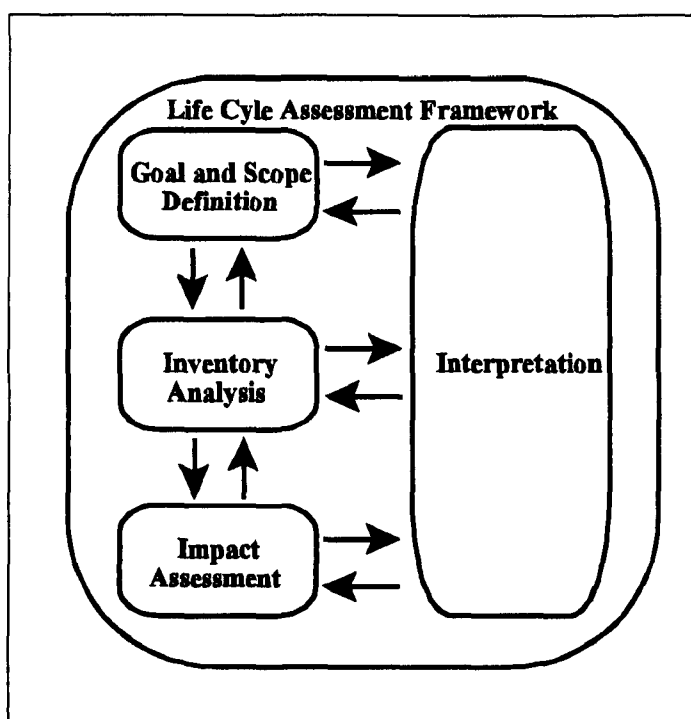 Life Cyle Assessment Framework
Goal and Scope
Definition
Inventory
Analysis
Interpretation
Impact
Assessment